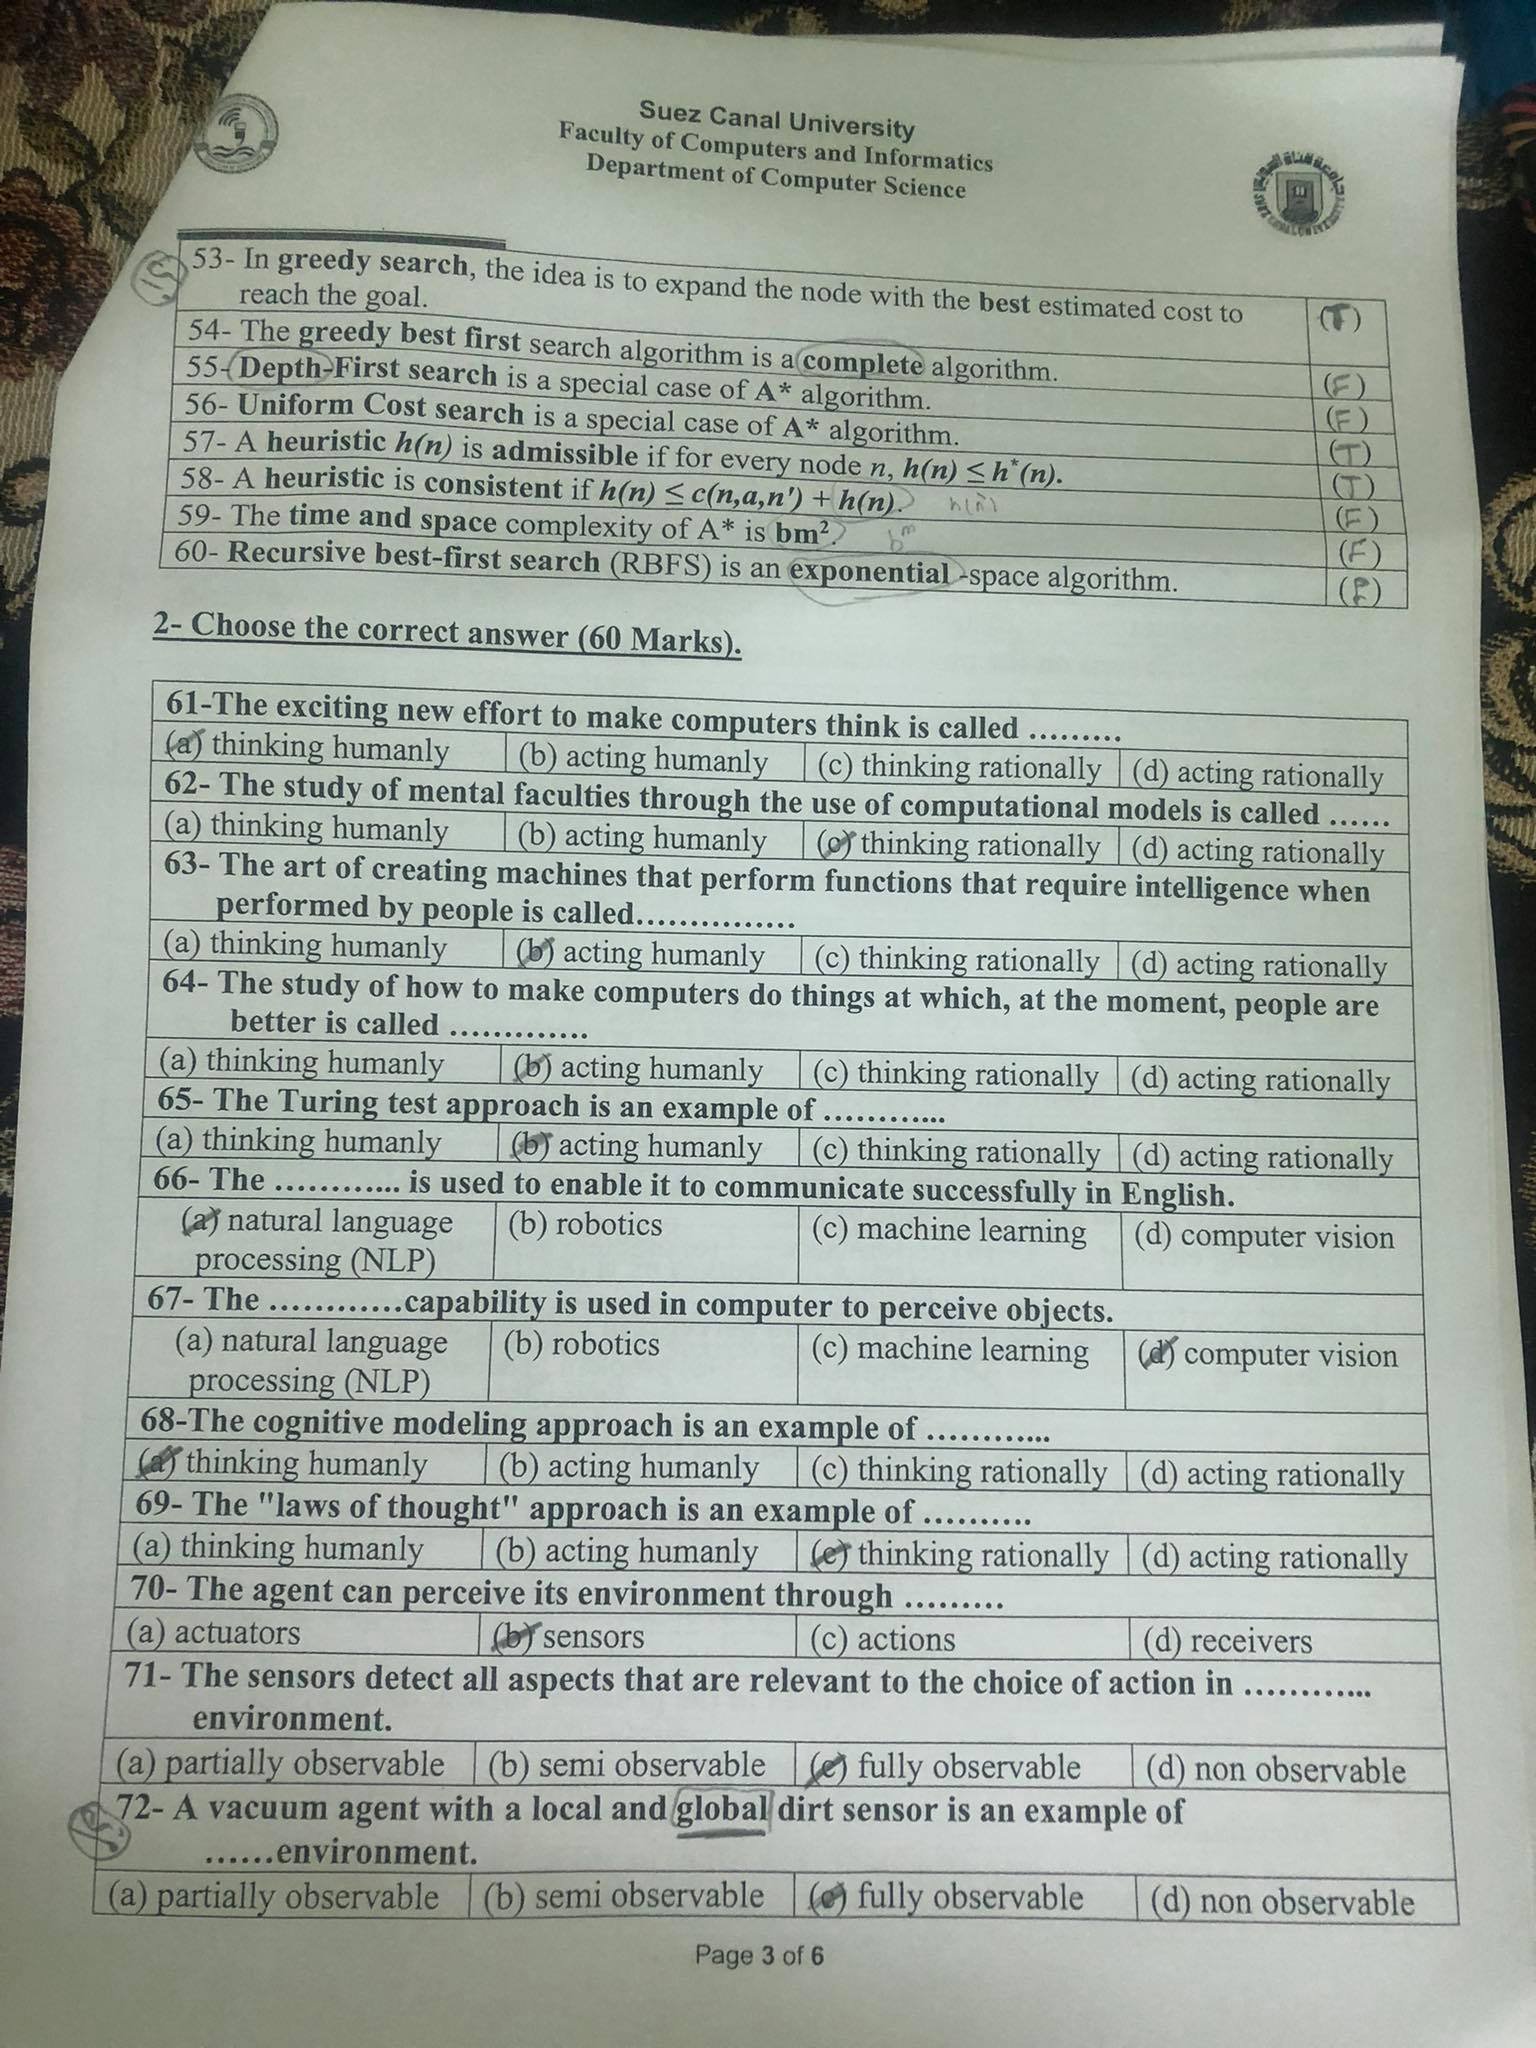 Suez Canal University
Faculty of Computers and Informatics
Department of Computer Science
53- In greedy search, the idea is to expand the node with the best estimated cost to
reach the goal. (T)
54- The greedy best first search algorithm is a complete algorithm. (F)
55- Depth-First search is a special case of A* algorithm. (F)
56- Uniform Cost search is a special case of A* algorithm. (T)
57- A heuristic h(n) is admissible if for every node n, h(n) ≤ h*(n). (T)
58- A heuristic is consistent if h(n) ≤ c(n,a,n') + h(n). (F)
59- The time and space complexity of A* is bm². b^m (F)
60- Recursive best-first search (RBFS) is an exponential -space algorithm. (F)
2- Choose the correct answer (60 Marks).
61-The exciting new effort to make computers think is called .........
(a) thinking humanly (b) acting humanly (c) thinking rationally (d) acting rationally
62- The study of mental faculties through the use of computational models is called ......
(a) thinking humanly (b) acting humanly (c) thinking rationally (d) acting rationally
63- The art of creating machines that perform functions that require intelligence when
performed by people is called...............
(a) thinking humanly (b) acting humanly (c) thinking rationally (d) acting rationally
64- The study of how to make computers do things at which, at the moment, people are
better is called .............
(a) thinking humanly (b) acting humanly (c) thinking rationally (d) acting rationally
65- The Turing test approach is an example of ............
(a) thinking humanly (b) acting humanly (c) thinking rationally (d) acting rationally
66- The ............ is used to enable it to communicate successfully in English.
(a) natural language (b) robotics (c) machine learning (d) computer vision
processing (NLP)
67- The ............capability is used in computer to perceive objects.
(a) natural language (b) robotics (c) machine learning (d) computer vision
processing (NLP)
68-The cognitive modeling approach is an example of ............
(a) thinking humanly (b) acting humanly (c) thinking rationally (d) acting rationally
69- The "laws of thought" approach is an example of ..........
(a) thinking humanly (b) acting humanly (c) thinking rationally (d) acting rationally
70- The agent can perceive its environment through .........
(a) actuators (b) sensors (c) actions (d) receivers
71- The sensors detect all aspects that are relevant to the choice of action in ............
environment.
(a) partially observable (b) semi observable (c) fully observable (d) non observable
72- A vacuum agent with a local and global dirt sensor is an example of
......environment.
(a) partially observable (b) semi observable (c) fully observable (d) non observable
Page 3 of 6